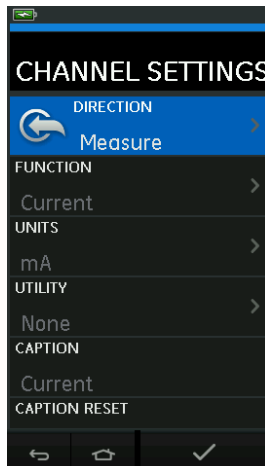 CHANNEL SETTINGS
DIRECTION
Measure
FUNCTION
Current
UNITS
mA
UTILITY
None
CAPTION
Current
CAPTION RESET